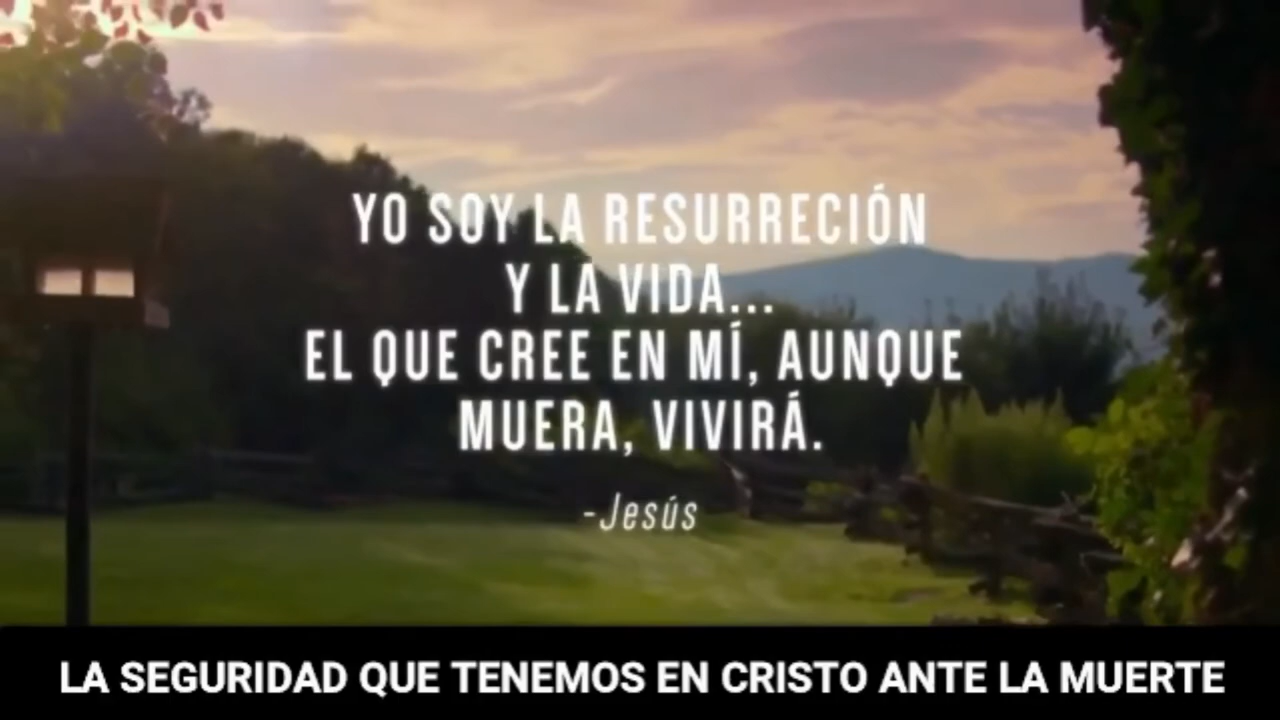 YO SOY LA RESURRECIÓN
Y LA VIDA...
EL QUE CREE EN MÍ, AUNQUE
MUERA, VIVIRÁ.
-Jesús
LA SEGURIDAD QUE TENEMOS EN CRISTO ANTE LA MUERTE